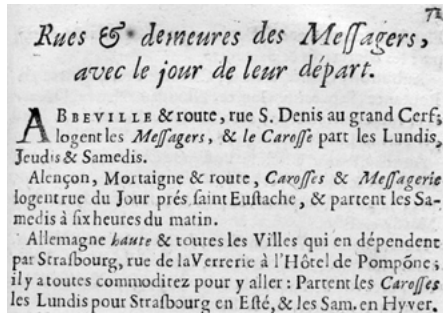 72
Rues & demeures des Meſſagers,
avec le jour de leur départ.
ABBEVILLE & route, rue S. Denis au grand Cerf;
logent les Meſſagers, & le Caroſſe part les Lundis,
Jeudis & Samedis.
Alençon, Mortaigne & route, Caroſſes & Meſſagerie
logent rue du Jour prés ſaint Euſtache, & partent les Sa-
medis à ſix heures du matin.
Allemagne haute & toutes les Villes qui en dépendent
par Straſbourg, rue de la Verrerie à l'Hôtel de Pompõne;
il y a toutes commoditez pour y aller : Partent les Caroſſes
les Lundis pour Straſbourg en Eſté, & les Sam. en Hyver.